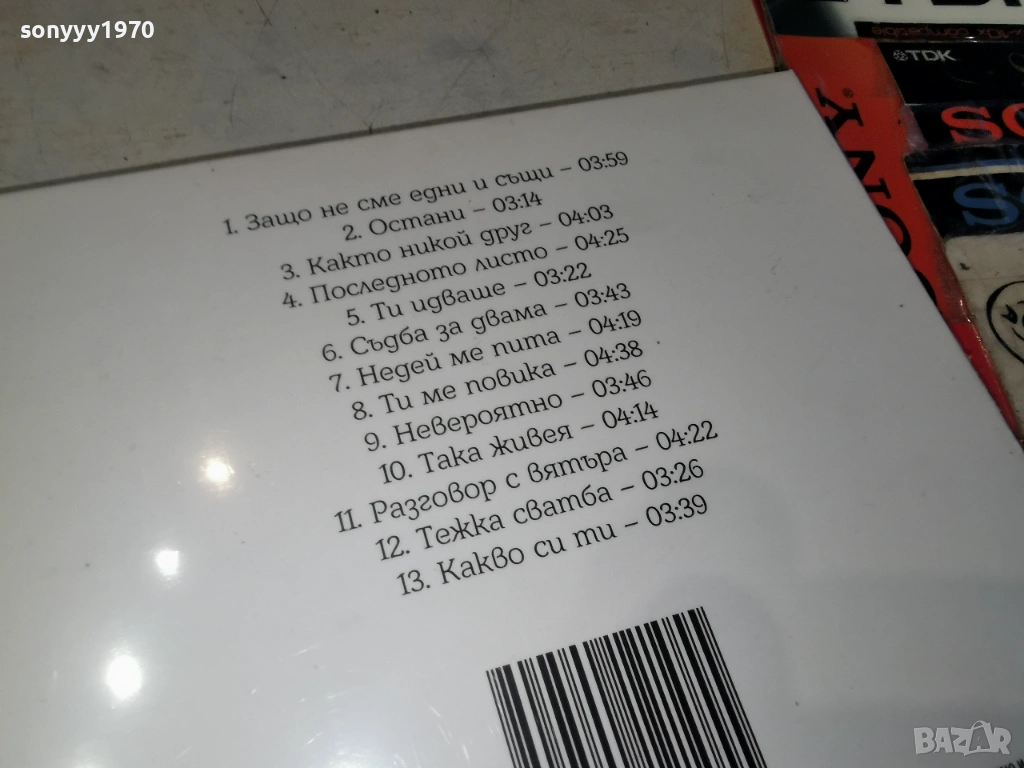 sonyyy1970
TDK
1. Защо не сме едни и същи – 03:59
2. Остани – 03:14
3. Както никой друг – 04:03
4. Последното листо – 04:25
5. Ти идваше – 03:22
6. Съдба за двама – 03:43
7. Недей ме пита – 04:19
8. Ти ме повика – 04:38
9. Невероятно – 03:46
10. Така живея – 04:14
11. Разговор с вятъра – 04:22
12. Тежка сватба – 03:26
13. Какво си ти – 03:39
BAZAR